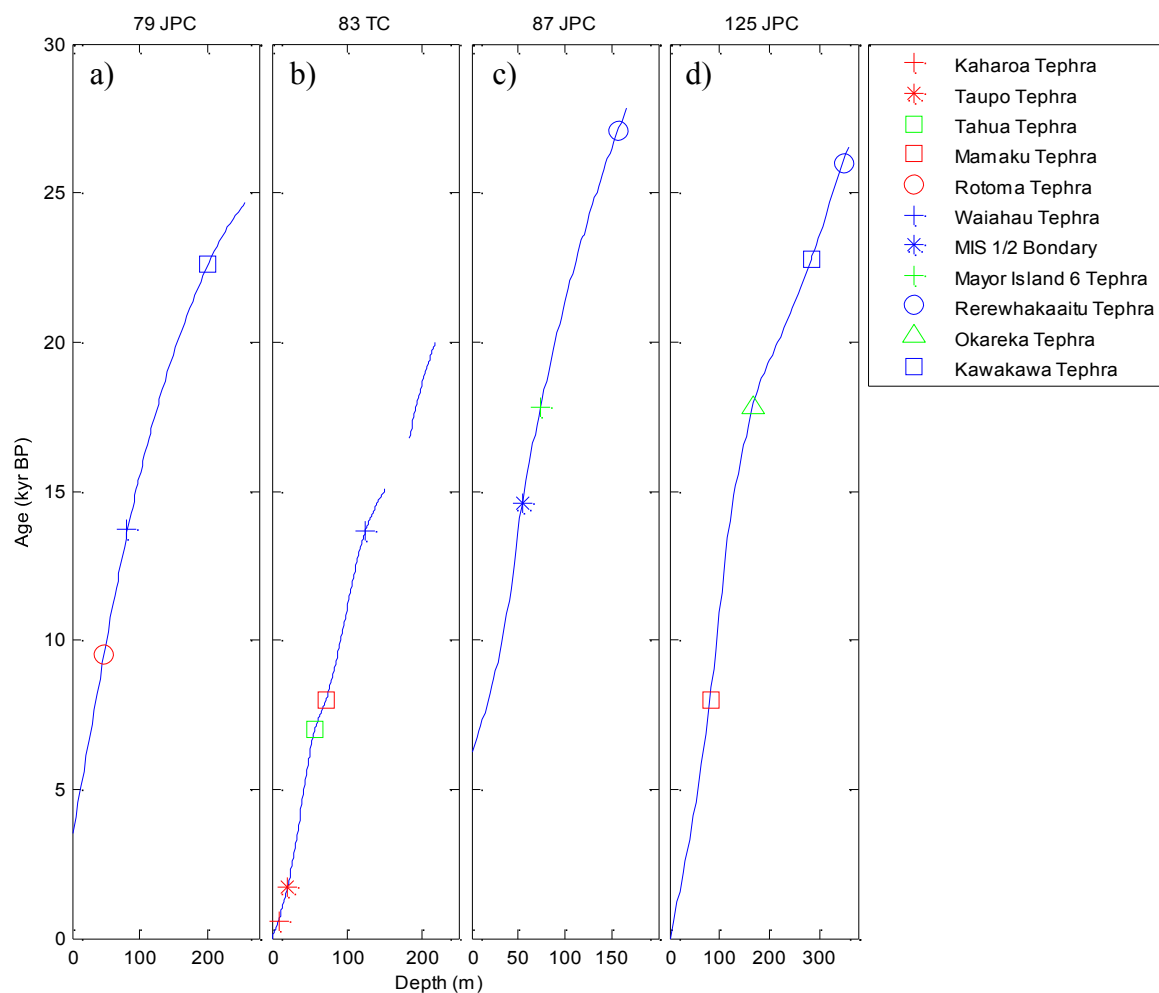 79 JPC
83 TC
87 JPC
125 JPC
a)
b)
c)
d)
30
25
20
15
10
5
0
Age (kyr BP)
0 100 200
0 100 200
0 50 100 150
0 100 200 300
Depth (m)
Kaharoa Tephra
Taupo Tephra
Tahua Tephra
Mamaku Tephra
Rotoma Tephra
Waiahau Tephra
MIS 1/2 Bondary
Mayor Island 6 Tephra
Rerewhakaaitu Tephra
Okareka Tephra
Kawakawa Tephra